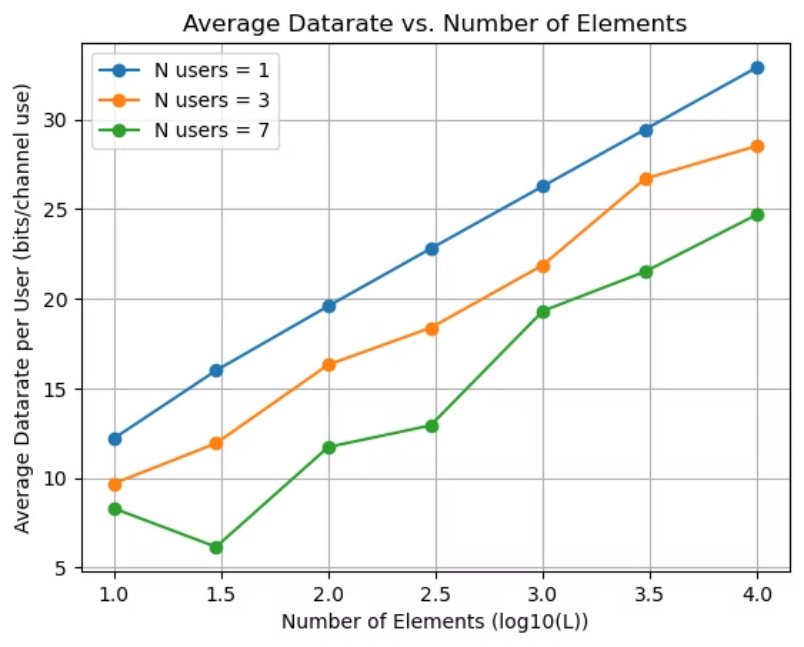 Average Datarate vs. Number of Elements
N users = 1
N users = 3
N users = 7
Average Datarate per User (bits/channel use)
30
25
20
15
10
5
1.0 1.5 2.0 2.5 3.0 3.5 4.0
Number of Elements (log10(L))